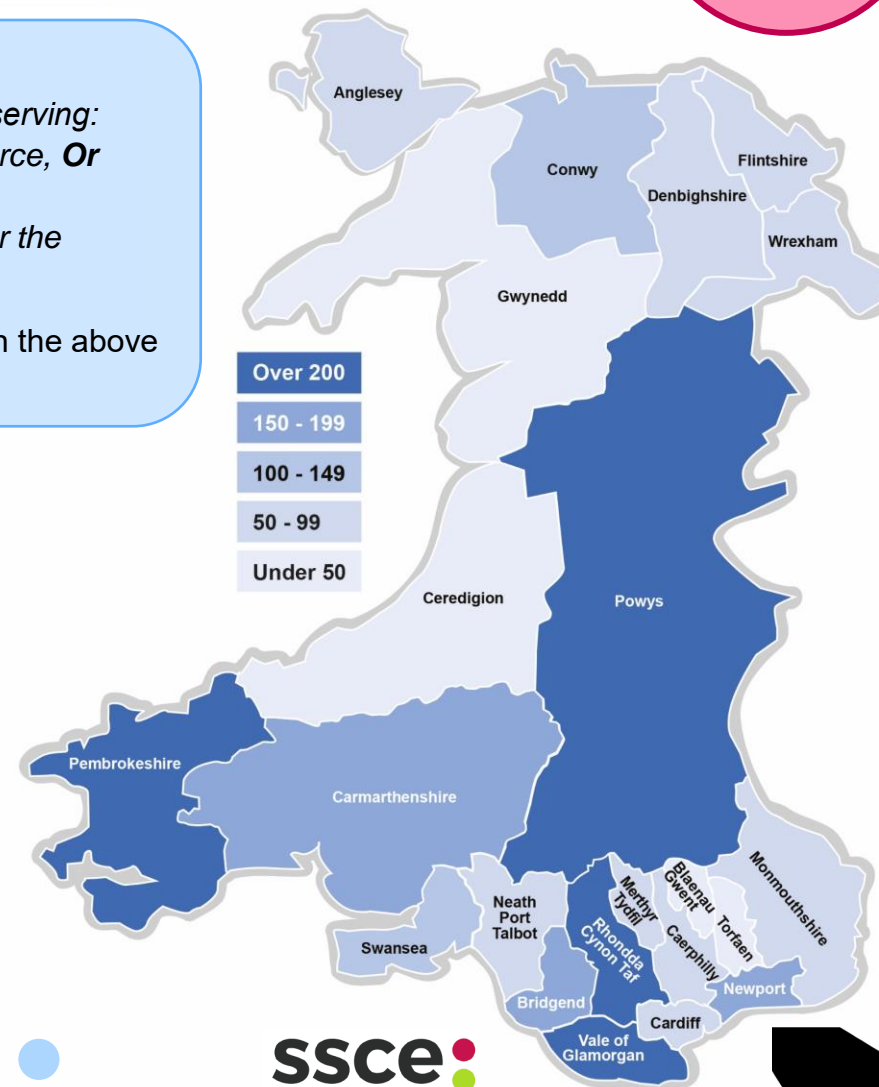 serving:
rce, Or
r the
n the above
Anglesey
Conwy
Flintshire
Denbighshire
Wrexham
Gwynedd
Over 200
150 - 199
100 - 149
50 - 99
Under 50
Ceredigion
Powys
Pembrokeshire
Carmarthenshire
Swansea
Neath
Port
Talbot
Bridgend
Rhondda
Cynon Taf
Merthyr
Tydfil
Blaenau
Gwent
Torfaen
Caerphilly
Monmouthshire
Newport
Cardiff
Vale of
Glamorgan
ssce